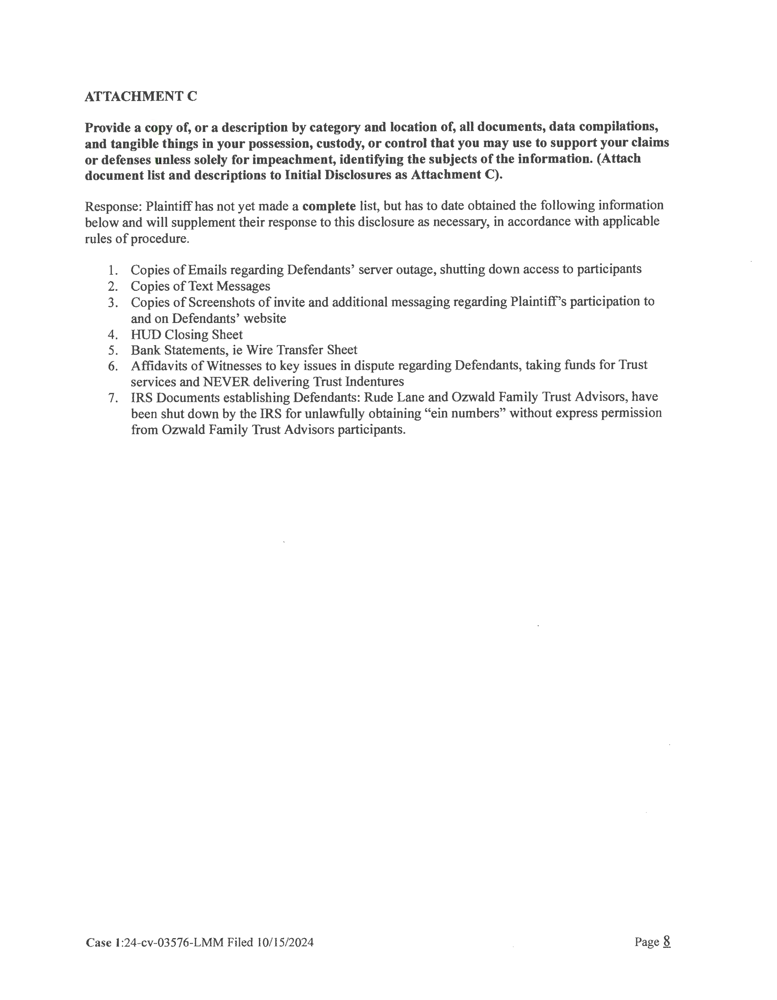 ATTACHMENT C
Provide a copy of, or a description by category and location of, all documents, data compilations,
and tangible things in your possession, custody, or control that you may use to support your claims
or defenses unless solely for impeachment, identifying the subjects of the information. (Attach
document list and descriptions to Initial Disclosures as Attachment C).
Response: Plaintiff has not yet made a complete list, but has to date obtained the following information
below and will supplement their response to this disclosure as necessary, in accordance with applicable
rules of procedure.
1. Copies of Emails regarding Defendants' server outage, shutting down access to participants
2. Copies of Text Messages
3. Copies of Screenshots of invite and additional messaging regarding Plaintiff's participation to
and on Defendants' website
4. HUD Closing Sheet
5. Bank Statements, ie Wire Transfer Sheet
6. Affidavits of Witnesses to key issues in dispute regarding Defendants, taking funds for Trust
services and NEVER delivering Trust Indentures
7. IRS Documents establishing Defendants: Rude Lane and Ozwald Family Trust Advisors, have
been shut down by the IRS for unlawfully obtaining “ein numbers” without express permission
from Ozwald Family Trust Advisors participants.
Case 1:24-cv-03576-LMM Filed 10/15/2024 Page 8